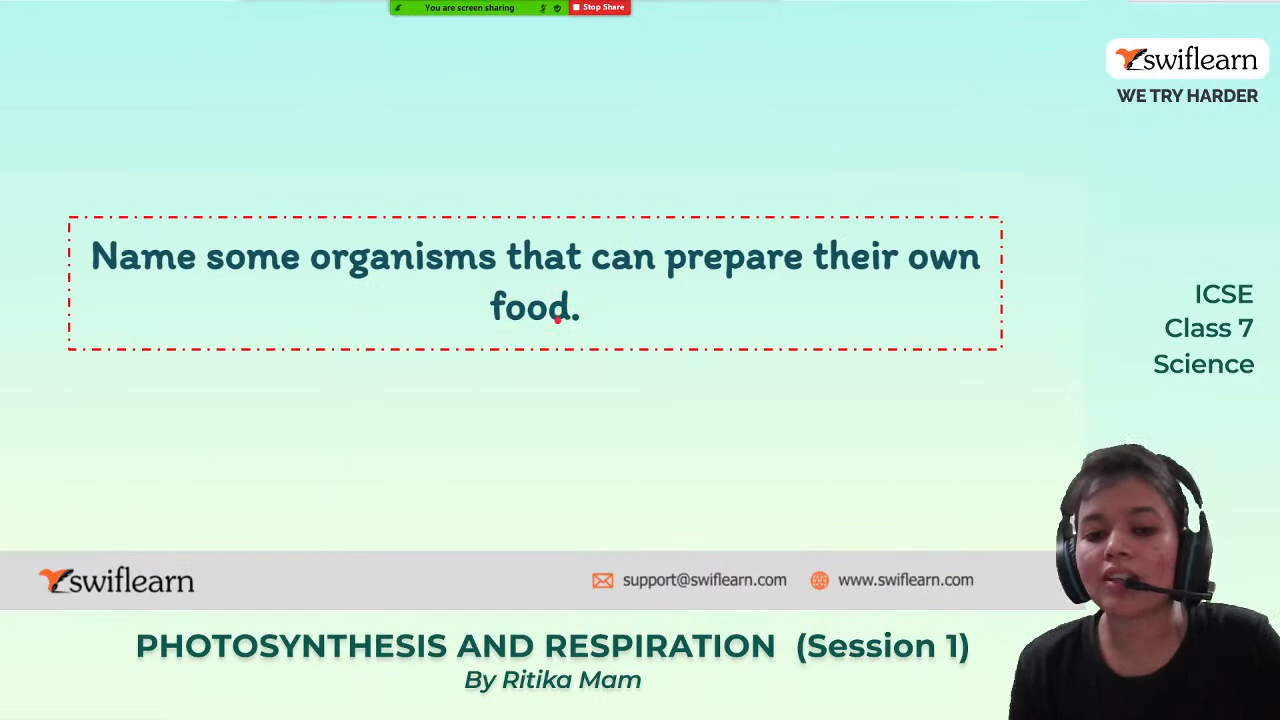 You are screen sharing Stop Share
swiflearn
WE TRY HARDER
Name some organisms that can prepare their own
food.
ICSE
Class 7
Science
swiflearn support@swiflearn.com www.swiflearn.com
PHOTOSYNTHESIS AND RESPIRATION (Session 1)
By Ritika Mam